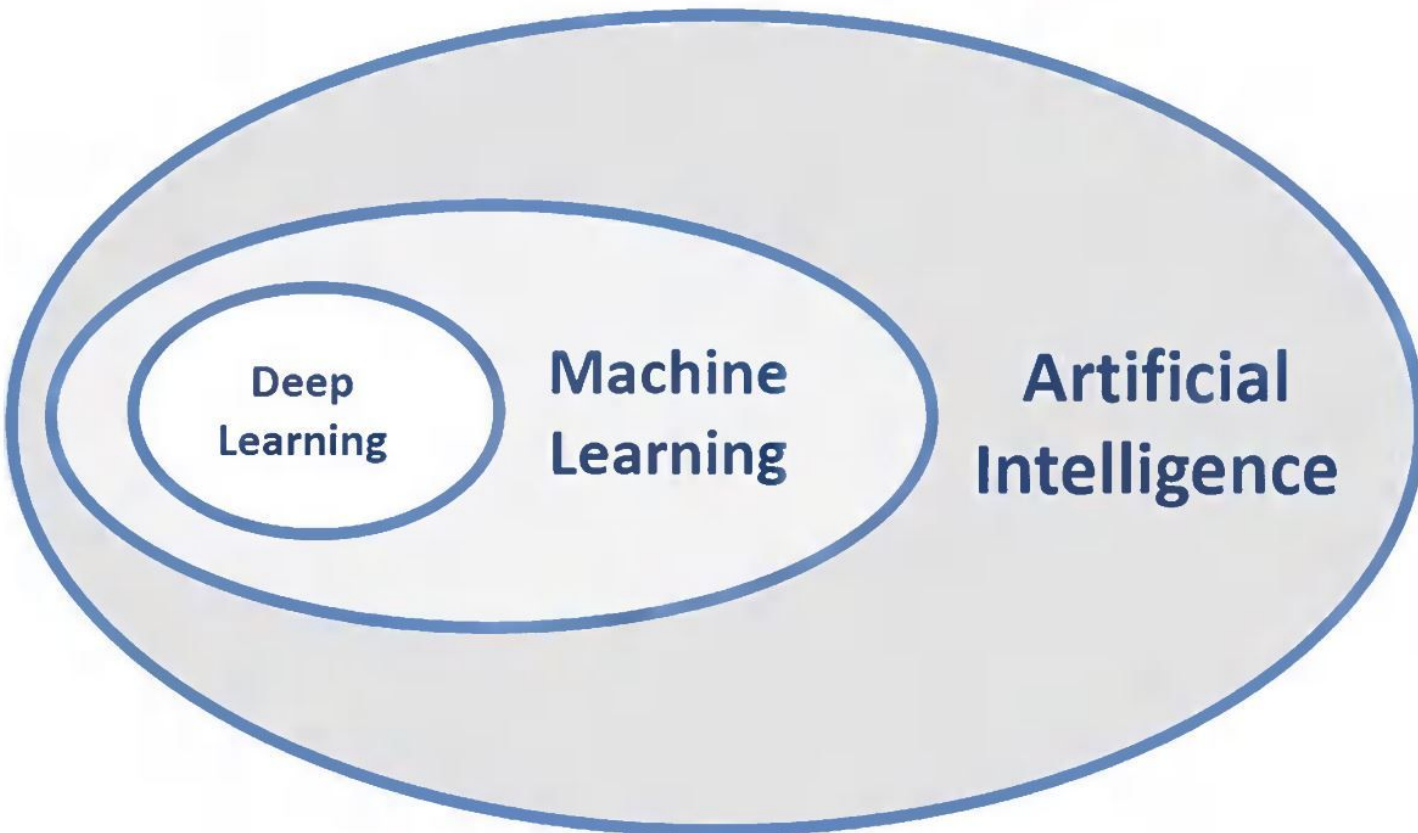 Deep
Learning
Machine
Learning
Artificial
Intelligence